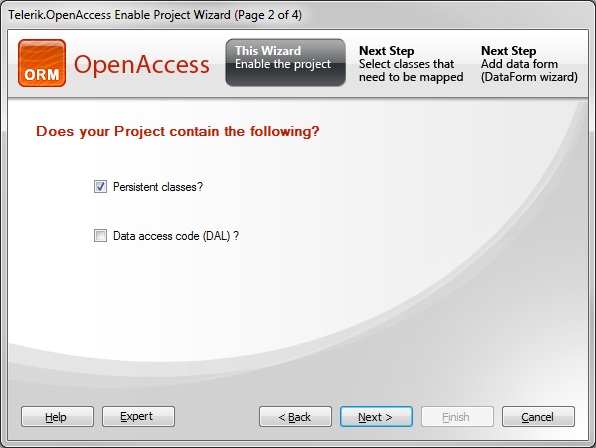 Telerik.OpenAccess Enable Project Wizard (Page 2 of 4)
ORM
OpenAccess
This Wizard
Enable the project
Next Step
Select classes that
need to be mapped
Next Step
Add data form
(DataForm wizard)
Does your Project contain the following?
Persistent classes?
Data access code (DAL) ?
Help
Expert
< Back
Next >
Finish
Cancel